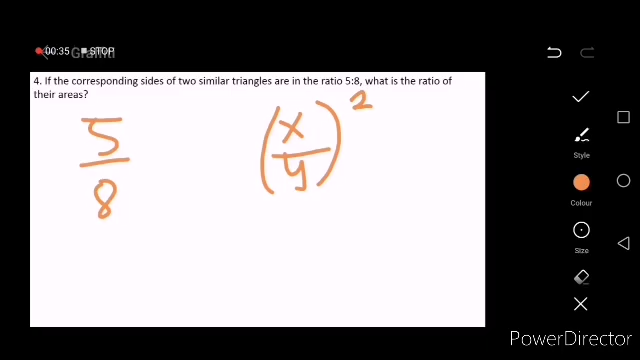 00:35 STOP
Graffiti
4. If the corresponding sides of two similar triangles are in the ratio 5:8, what is the ratio of
their areas?
5
8
(x/y)²
Style
Colour
Size
PowerDirector